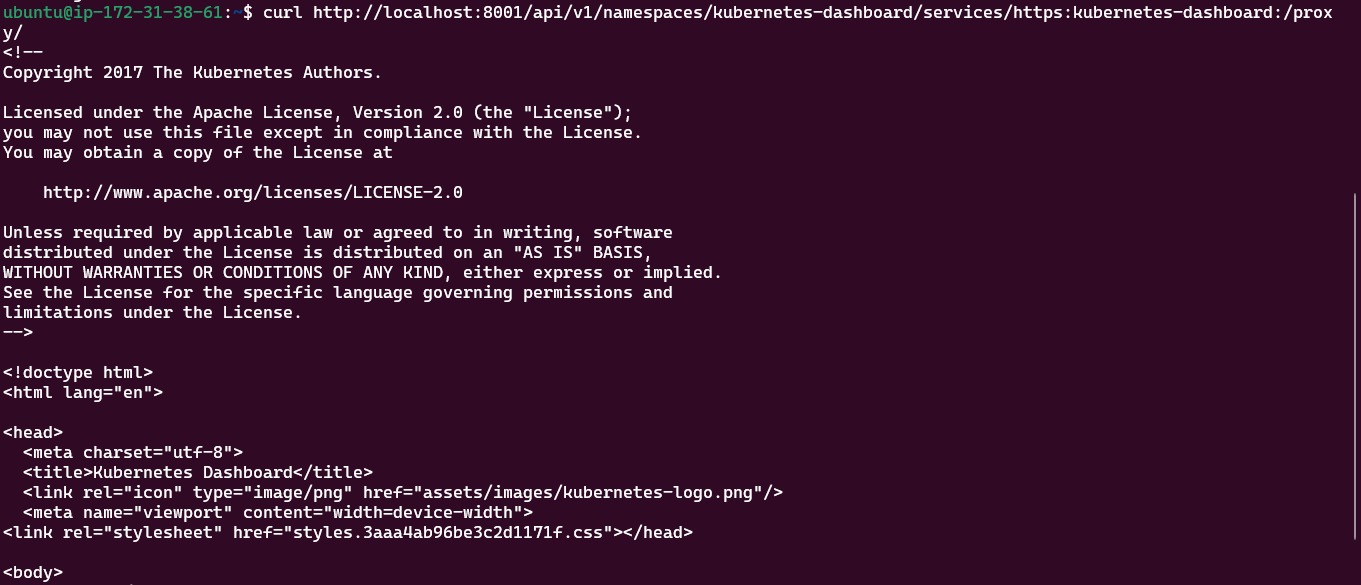 ubuntu@ip-172-31-38-61:~$ curl http://localhost:8001/api/v1/namespaces/kubernetes-dashboard/services/https:kubernetes-dashboard:/prox
y/
<!--
Copyright 2017 The Kubernetes Authors.

Licensed under the Apache License, Version 2.0 (the "License");
you may not use this file except in compliance with the License.
You may obtain a copy of the License at

    http://www.apache.org/licenses/LICENSE-2.0

Unless required by applicable law or agreed to in writing, software
distributed under the License is distributed on an "AS IS" BASIS,
WITHOUT WARRANTIES OR CONDITIONS OF ANY KIND, either express or implied.
See the License for the specific language governing permissions and
limitations under the License.
-->

<!doctype html>
<html lang="en">

<head>
  <meta charset="utf-8">
  <title>Kubernetes Dashboard</title>
  <link rel="icon" type="image/png" href="assets/images/kubernetes-logo.png"/>
  <meta name="viewport" content="width=device-width">
<link rel="stylesheet" href="styles.3aaa4ab96be3c2d1171f.css"></head>

<body>